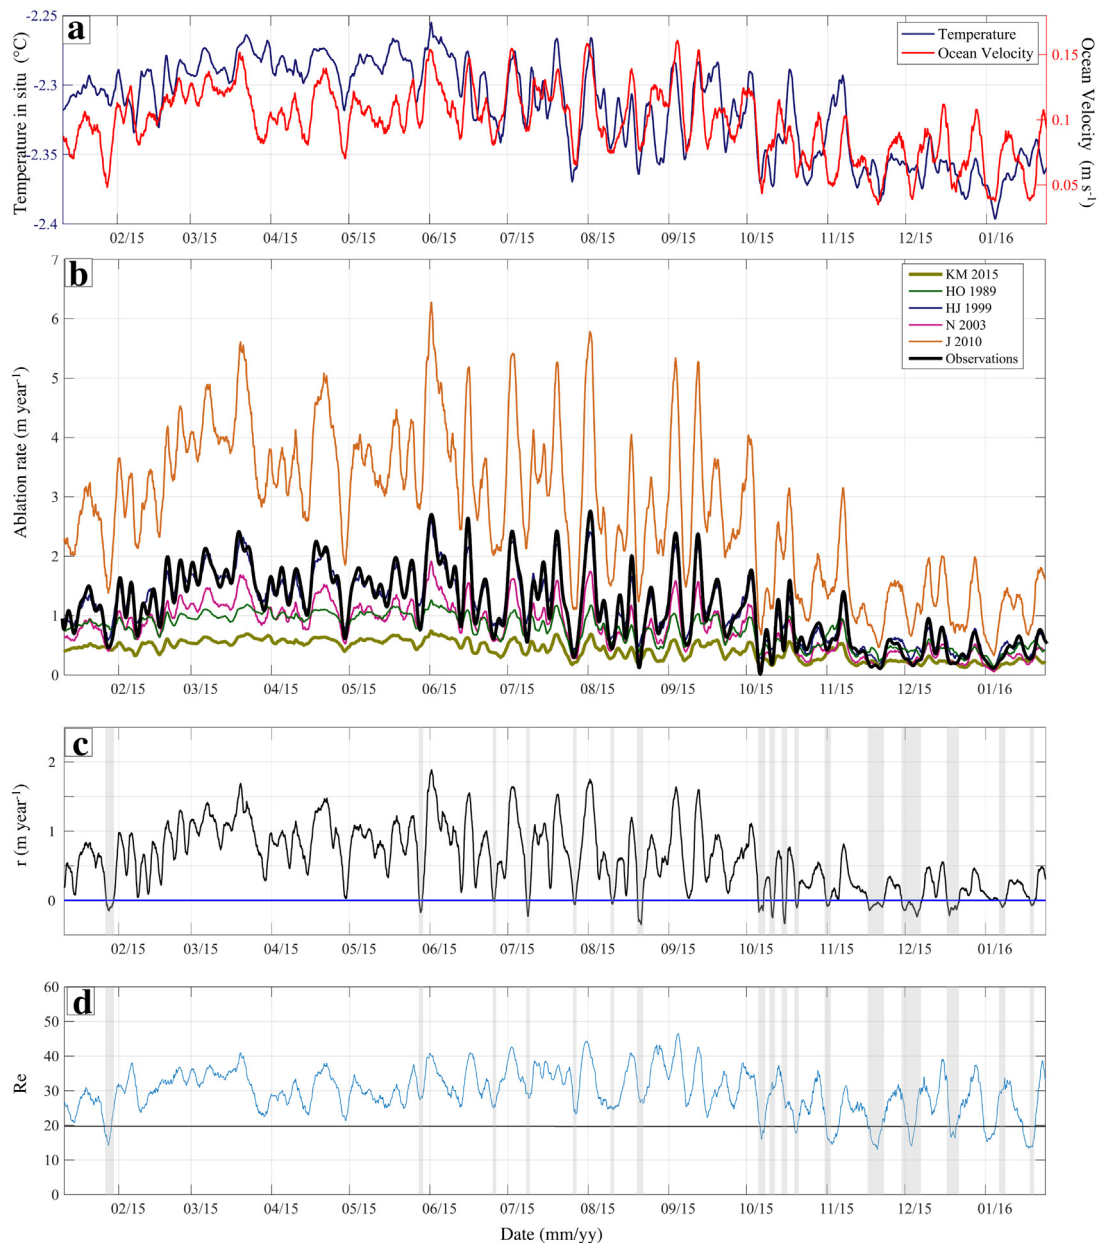 a
Temperature in situ (°C)
-2.25
-2.3
-2.35
-2.4
Temperature
Ocean Velocity
0.15
0.1
0.05
Ocean Velocity (m s-1)
02/15 03/15 04/15 05/15 06/15 07/15 08/15 09/15 10/15 11/15 12/15 01/16
b
Ablation rate (m year-1)
7
6
5
4
3
2
1
0
KM 2015
HO 1989
HJ 1999
N 2003
J 2010
Observations
02/15 03/15 04/15 05/15 06/15 07/15 08/15 09/15 10/15 11/15 12/15 01/16
c
r (m year-1)
2
1
0
02/15 03/15 04/15 05/15 06/15 07/15 08/15 09/15 10/15 11/15 12/15 01/16
d
Re
60
50
40
30
20
10
0
02/15 03/15 04/15 05/15 06/15 07/15 08/15 09/15 10/15 11/15 12/15 01/16
Date (mm/yy)